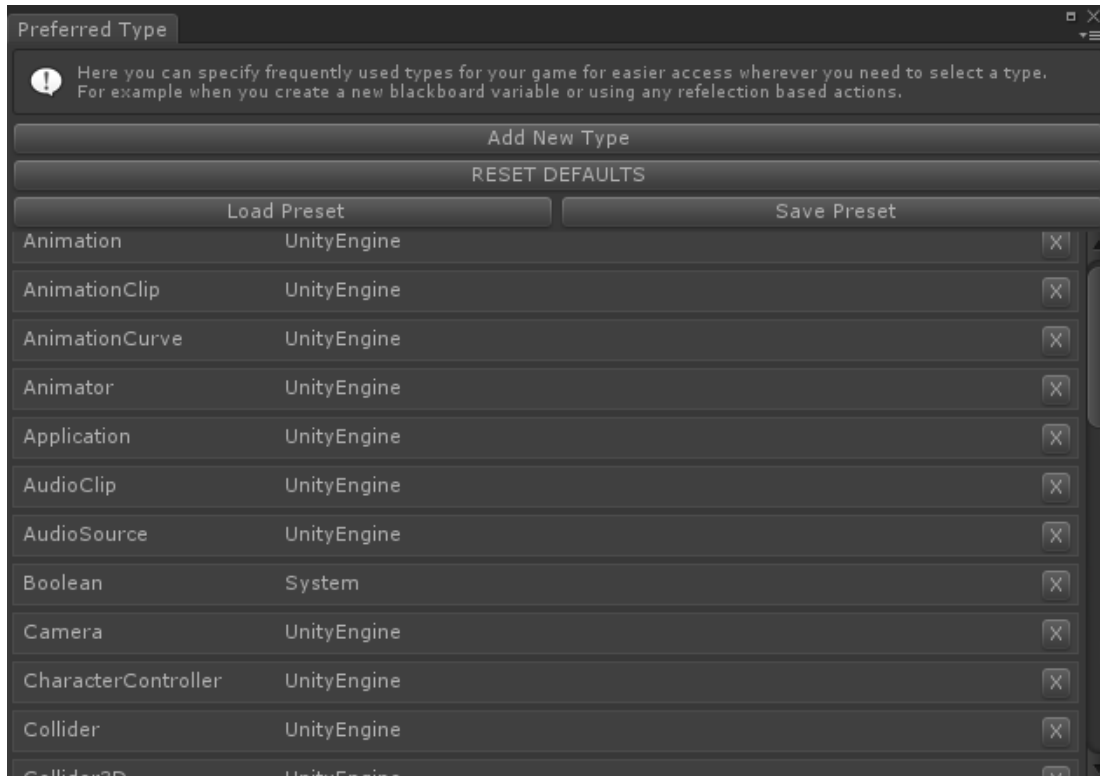 Preferred Type
Here you can specify frequently used types for your game for easier access wherever you need to select a type.
For example when you create a new blackboard variable or using any refelection based actions.
Add New Type
RESET DEFAULTS
Load Preset Save Preset
Animation UnityEngine X
AnimationClip UnityEngine X
AnimationCurve UnityEngine X
Animator UnityEngine X
Application UnityEngine X
AudioClip UnityEngine X
AudioSource UnityEngine X
Boolean System X
Camera UnityEngine X
CharacterController UnityEngine X
Collider UnityEngine X
Collider2D UnityEngine X